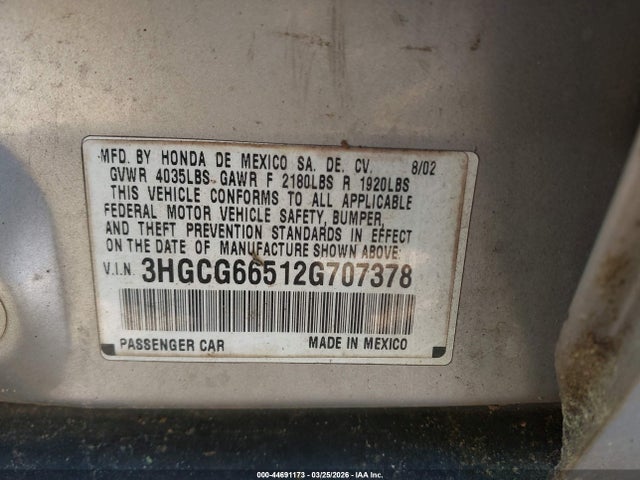 MFD. BY HONDA DE MEXICO SA. DE. CV. 8/02
GVWR 4035LBS GAWR F 2180LBS R 1920LBS
THIS VEHICLE CONFORMS TO ALL APPLICABLE
FEDERAL MOTOR VEHICLE SAFETY, BUMPER,
AND THEFT PREVENTION STANDARDS IN EFFECT
ON THE DATE OF MANUFACTURE SHOWN ABOVE.
V.I.N. 3HGCG66512G707378
PASSENGER CAR MADE IN MEXICO
000-44691173 - 03/25/2026 - © IAA, Inc.